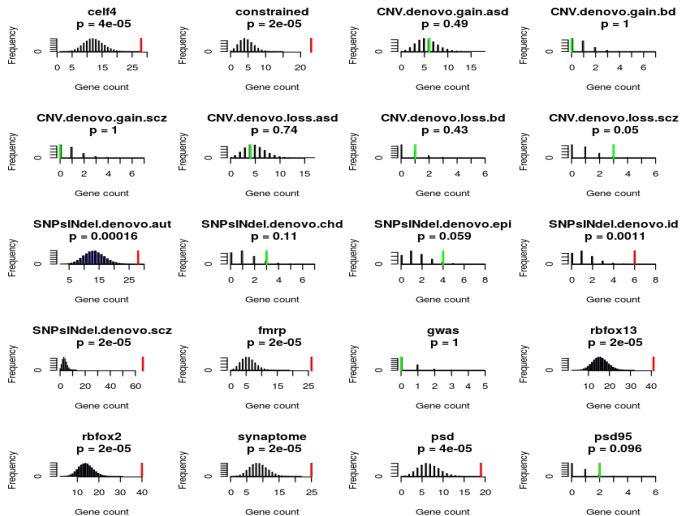 celf4
p = 4e-05
Frequency
0
0 5 15 25
Gene count
constrained
p = 2e-05
Frequency
0
0 5 10 20
Gene count
CNV.denovo.gain.asd
p = 0.49
Frequency
0
0 5 10 15
Gene count
CNV.denovo.gain.bd
p = 1
Frequency
0
0 2 4 6
Gene count
CNV.denovo.gain.scz
p = 1
Frequency
0
0 2 4 6
Gene count
CNV.denovo.loss.asd
p = 0.74
Frequency
0
0 5 10 15
Gene count
CNV.denovo.loss.bd
p = 0.43
Frequency
0
0 1 2 3 4 5 6
Gene count
CNV.denovo.loss.scz
p = 0.05
Frequency
0
0 1 2 3 4 5 6
Gene count
SNPsINdel.denovo.aut
p = 0.00016
Frequency
0
5 15 25
Gene count
SNPsINdel.denovo.chd
p = 0.11
Frequency
0
0 2 4 6
Gene count
SNPsINdel.denovo.epi
p = 0.059
Frequency
0
0 2 4 6 8
Gene count
SNPsINdel.denovo.id
p = 0.0011
Frequency
0
0 2 4 6 8
Gene count
SNPsINdel.denovo.scz
p = 2e-05
Frequency
0
0 20 40 60
Gene count
fmrp
p = 2e-05
Frequency
0
0 5 15 25
Gene count
gwas
p = 1
Frequency
0
0 1 2 3 4 5
Gene count
rbfox13
p = 2e-05
Frequency
0
10 20 30 40
Gene count
rbfox2
p = 2e-05
Frequency
0
10 20 30 40
Gene count
synaptome
p = 2e-05
Frequency
0
0 5 15 25
Gene count
psd
p = 4e-05
Frequency
0
0 5 10 15 20
Gene count
psd95
p = 0.096
Frequency
0
0 2 4 6
Gene count